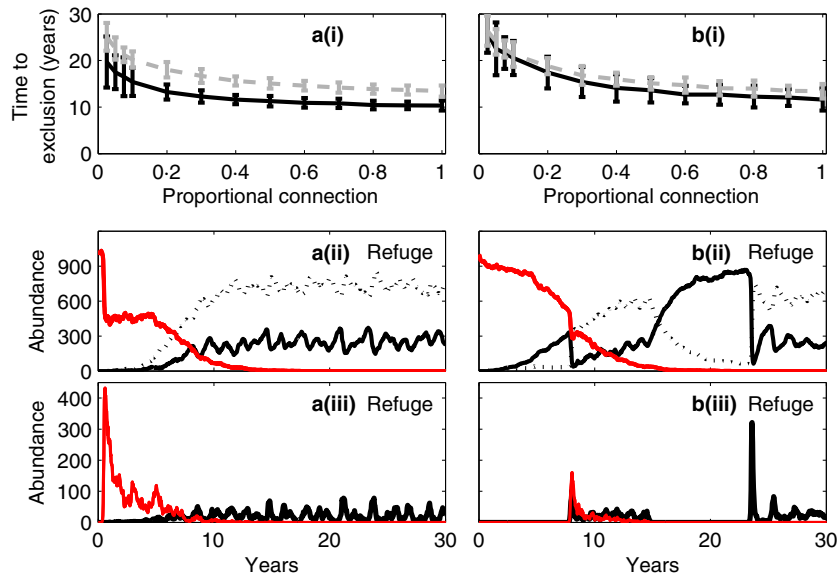 30
20
10
0
Time to
exclusion (years)
a(i)
0 0·2 0·4 0·6 0·8 1
Proportional connection
b(i)
0 0·2 0·4 0·6 0·8 1
Proportional connection
900
600
300
0
Abundance
a(ii) Refuge
b(ii) Refuge
400
300
200
100
0
Abundance
a(iii) Refuge
b(iii) Refuge
0 10 20 30
Years
0 10 20 30
Years